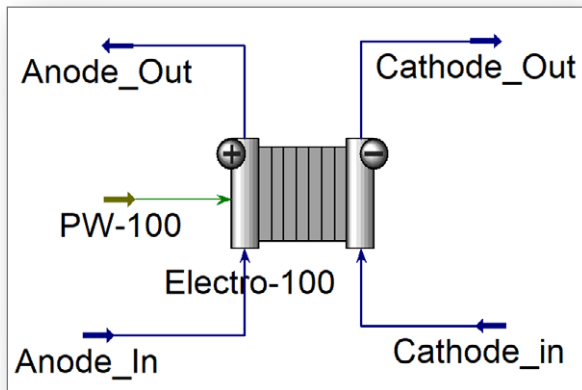 Anode_Out
Cathode_Out
+
−
PW-100
Electro-100
Anode_In
Cathode_in